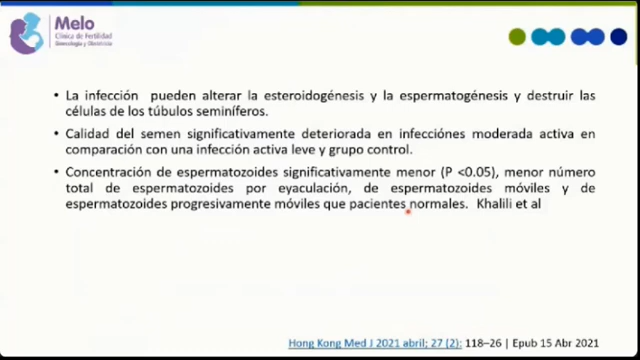 Melo
Clínica de Fertilidad
Ginecología y Obstetricia
• La infección pueden alterar la esteroidogénesis y la espermatogénesis y destruir las
células de los túbulos seminíferos.
• Calidad del semen significativamente deteriorada en infecciónes moderada activa en
comparación con una infección activa leve y grupo control.
• Concentración de espermatozoides significativamente menor (P <0.05), menor número
total de espermatozoides por eyaculación, de espermatozoides móviles y de
espermatozoides progresivamente móviles que pacientes normales. Khalili et al
Hong Kong Med J 2021 abril; 27 (2): 118–26 | Epub 15 Abr 2021